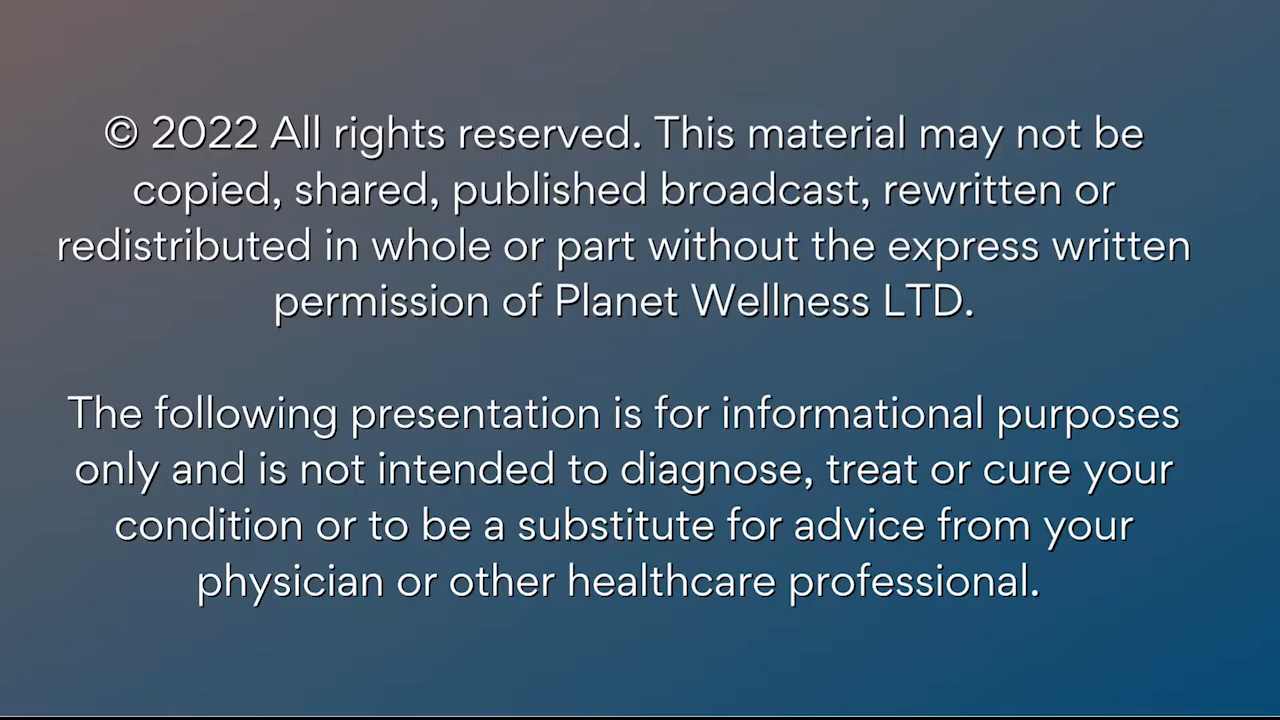 © 2022 All rights reserved. This material may not be
copied, shared, published broadcast, rewritten or
redistributed in whole or part without the express written
permission of Planet Wellness LTD.
The following presentation is for informational purposes
only and is not intended to diagnose, treat or cure your
condition or to be a substitute for advice from your
physician or other healthcare professional.